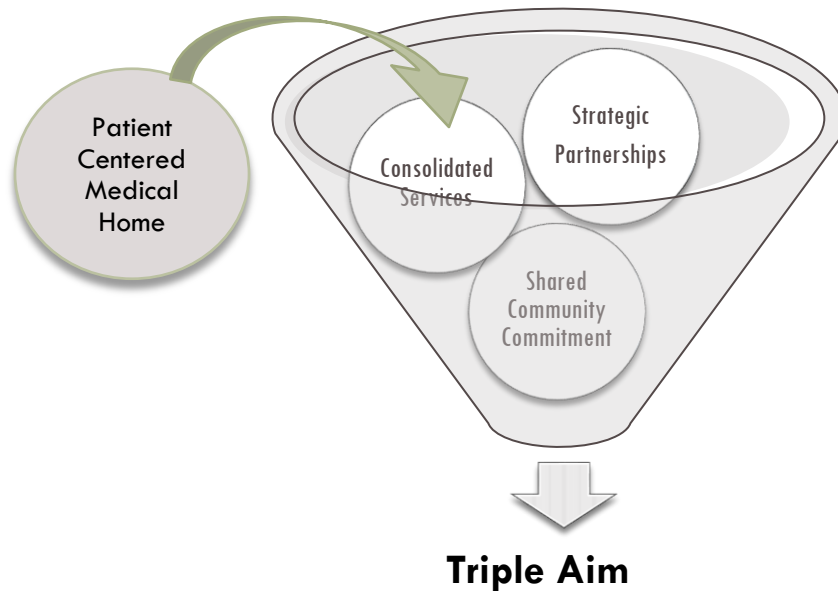 Patient
Centered
Medical
Home
Consolidated
Services
Strategic
Partnerships
Shared
Community
Commitment
Triple Aim